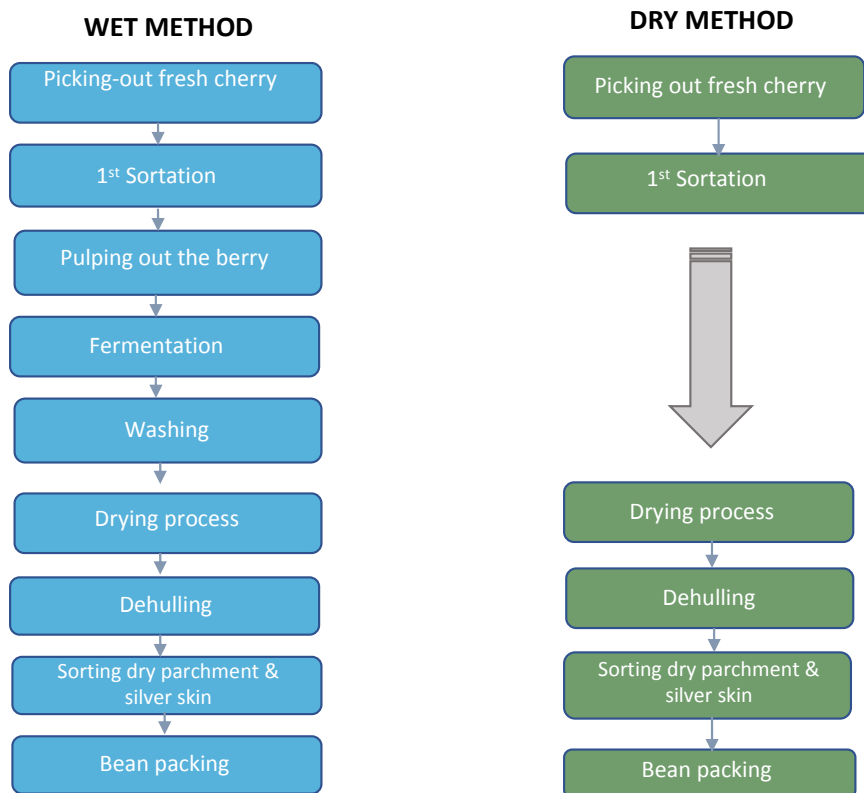 WET METHOD
Picking-out fresh cherry
1st Sortation
Pulping out the berry
Fermentation
Washing
Drying process
Dehulling
Sorting dry parchment &
silver skin
Bean packing
DRY METHOD
Picking out fresh cherry
1st Sortation
Drying process
Dehulling
Sorting dry parchment &
silver skin
Bean packing